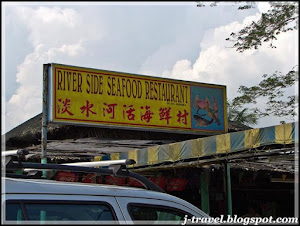 RIVER SIDE SEAFOOD RESTAURANT
淡水河活海鲜村
j-travel.blogspot.com